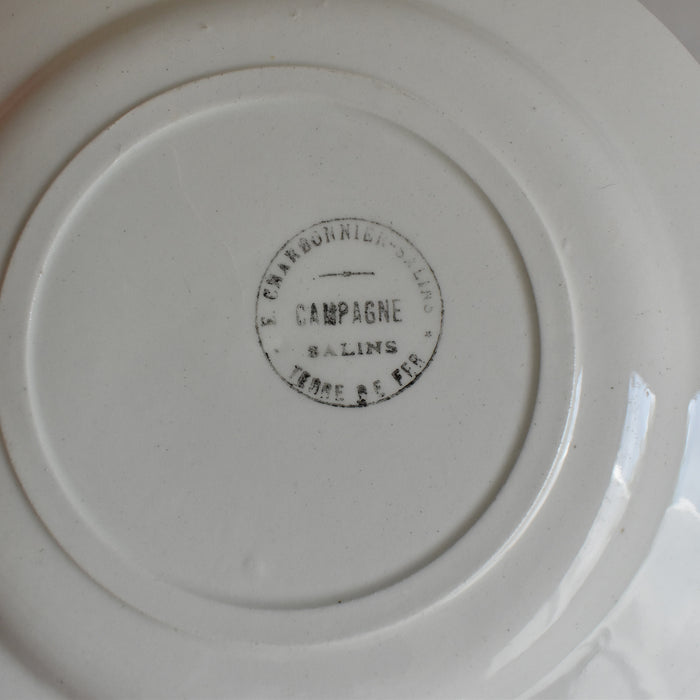 E. CHARBONNIER-SALINS
CAMPAGNE
SALINS
TERRE DE FER